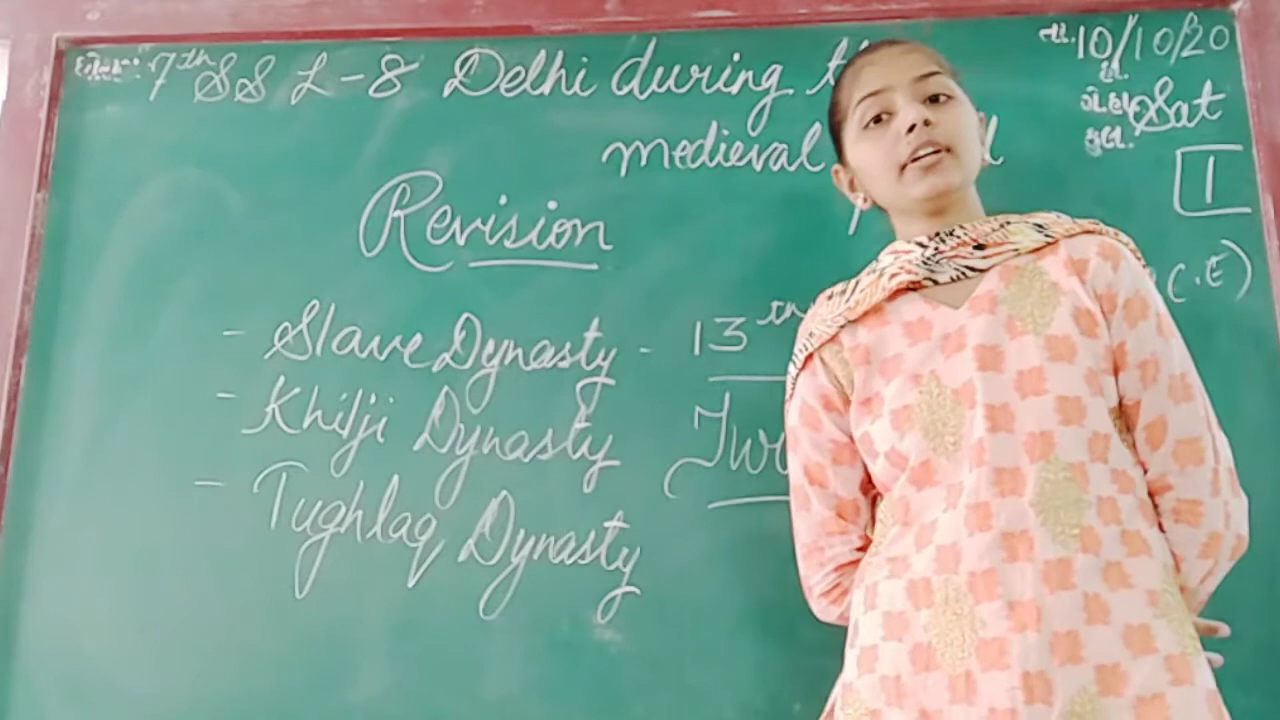 7th SS L-8 Delhi during
medieval
Revision
- Slave Dynasty - 13th
- Khilji Dynasty
- Tughlaq Dynasty
તા. 10/10/20
Sat
1
(C.E)